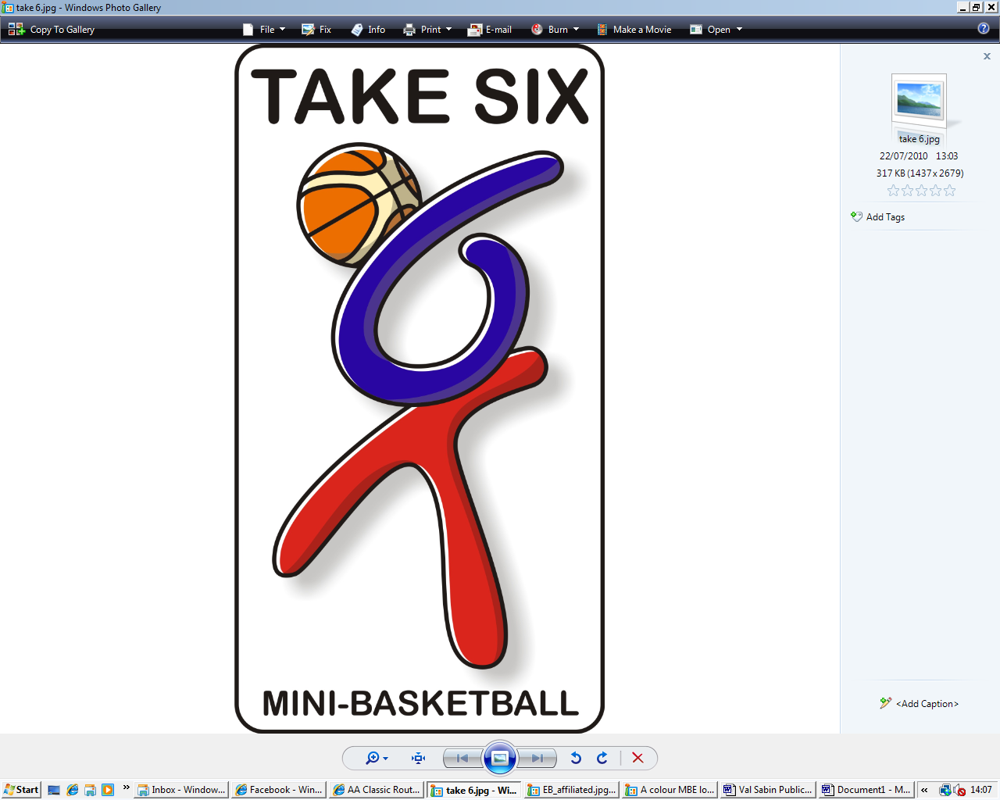 take 6.jpg - Windows Photo Gallery
Copy To Gallery File Fix Info Print E-mail Burn Make a Movie Open
TAKE SIX
take 6.jpg
22/07/2010 13:03
317 KB (1437 x 2679)
Add Tags
MINI-BASKETBALL
<Add Caption>
Start » Inbox - Window... Facebook - Win... AA Classic Rout... take 6.jpg - Wi... EB_affiliated.jpg... A colour MBE lo... Val Sabin Public... Document1 - M... « 14:07